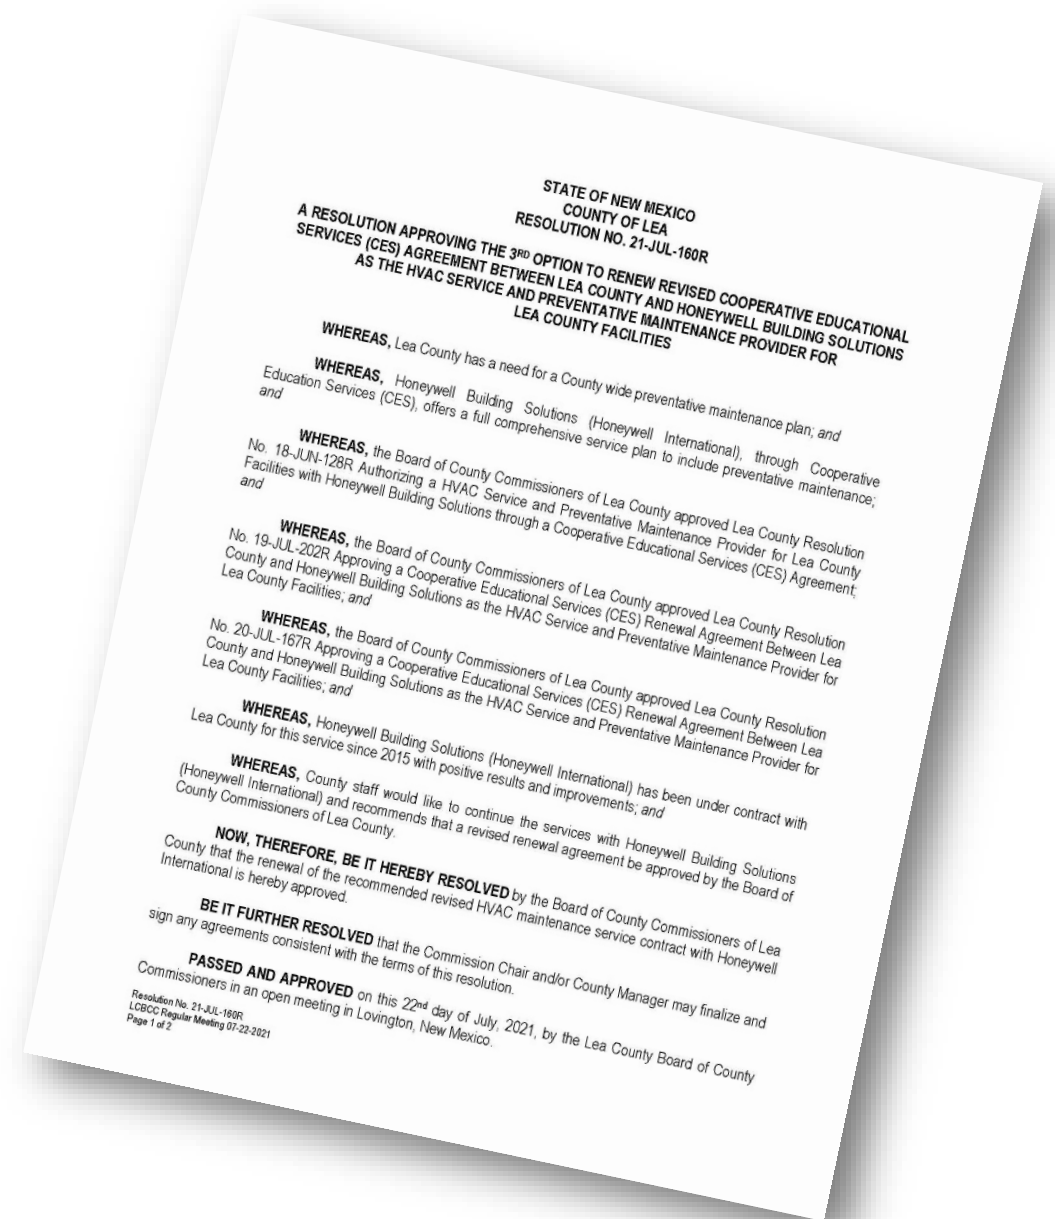 STATE OF NEW MEXICO
COUNTY OF LEA
RESOLUTION NO. 21-JUL-160R
A RESOLUTION APPROVING THE 3RD OPTION TO RENEW REVISED COOPERATIVE EDUCATIONAL
SERVICES (CES) AGREEMENT BETWEEN LEA COUNTY AND HONEYWELL BUILDING SOLUTIONS
AS THE HVAC SERVICE AND PREVENTATIVE MAINTENANCE PROVIDER FOR
LEA COUNTY FACILITIES
WHEREAS, Lea County has a need for a County wide preventative maintenance plan; and
WHEREAS, Honeywell Building Solutions (Honeywell International), through Cooperative
Education Services (CES), offers a full comprehensive service plan to include preventative maintenance;
and
WHEREAS, the Board of County Commissioners of Lea County approved Lea County Resolution
No. 18-JUN-128R Authorizing a HVAC Service and Preventative Maintenance Provider for Lea County
Facilities with Honeywell Building Solutions through a Cooperative Educational Services (CES) Agreement;
and
WHEREAS, the Board of County Commissioners of Lea County approved Lea County Resolution
No. 19-JUL-202R Approving a Cooperative Educational Services (CES) Renewal Agreement Between Lea
County and Honeywell Building Solutions as the HVAC Service and Preventative Maintenance Provider for
Lea County Facilities; and
WHEREAS, the Board of County Commissioners of Lea County approved Lea County Resolution
No. 20-JUL-167R Approving a Cooperative Educational Services (CES) Renewal Agreement Between Lea
County and Honeywell Building Solutions as the HVAC Service and Preventative Maintenance Provider for
Lea County Facilities; and
WHEREAS, Honeywell Building Solutions (Honeywell International) has been under contract with
Lea County for this service since 2015 with positive results and improvements; and
WHEREAS, County staff would like to continue the services with Honeywell Building Solutions
(Honeywell International) and recommends that a revised renewal agreement be approved by the Board of
County Commissioners of Lea County.
NOW, THEREFORE, BE IT HEREBY RESOLVED by the Board of County Commissioners of Lea
County that the renewal of the recommended revised HVAC maintenance service contract with Honeywell
International is hereby approved.
BE IT FURTHER RESOLVED that the Commission Chair and/or County Manager may finalize and
sign any agreements consistent with the terms of this resolution.
PASSED AND APPROVED on this 22nd day of July, 2021, by the Lea County Board of County
Commissioners in an open meeting in Lovington, New Mexico.
Resolution No. 21-JUL-160R
LCBCC Regular Meeting 07-22-2021
Page 1 of 2